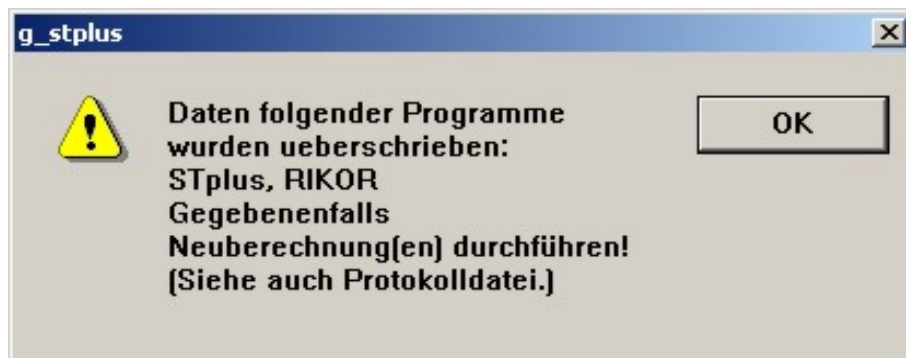 g_stplus
Daten folgender Programme
wurden ueberschrieben:
STplus, RIKOR
Gegebenenfalls
Neuberechnung(en) durchführen!
(Siehe auch Protokolldatei.)
OK